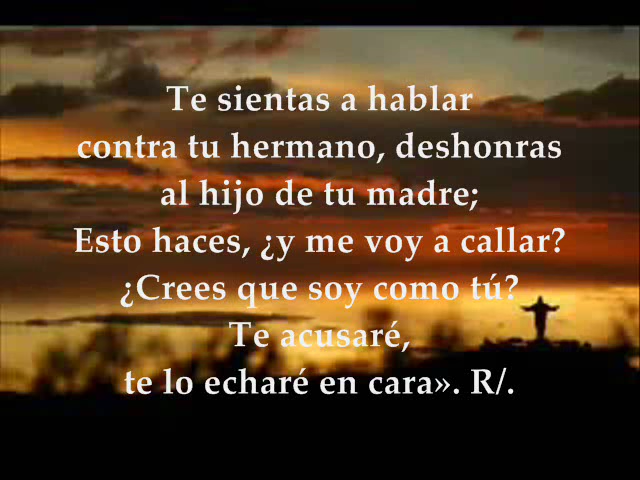 Te sientas a hablar
contra tu hermano, deshonras
al hijo de tu madre;
Esto haces, ¿y me voy a callar?
¿Crees que soy como tú?
Te acusaré,
te lo echaré en cara». R/.